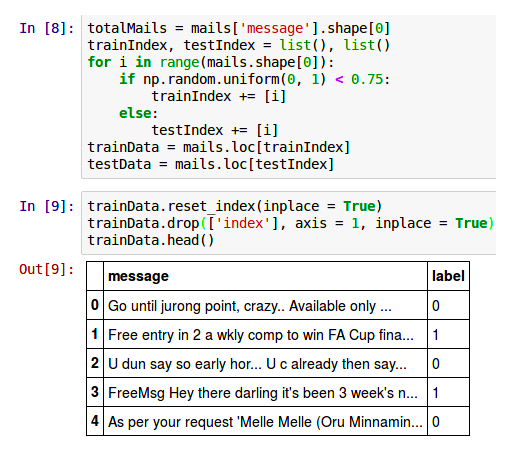 In [8]: totalMails = mails['message'].shape[0]
trainIndex, testIndex = list(), list()
for i in range(mails.shape[0]):
    if np.random.uniform(0, 1) < 0.75:
        trainIndex += [i]
    else:
        testIndex += [i]
trainData = mails.loc[trainIndex]
testData = mails.loc[testIndex]
In [9]: trainData.reset_index(inplace = True)
trainData.drop(['index'], axis = 1, inplace = True)
trainData.head()
Out[9]:
message label
0 Go until jurong point, crazy.. Available only ... 0
1 Free entry in 2 a wkly comp to win FA Cup fina... 1
2 U dun say so early hor... U c already then say... 0
3 FreeMsg Hey there darling it's been 3 week's n... 1
4 As per your request 'Melle Melle (Oru Minnamin... 0